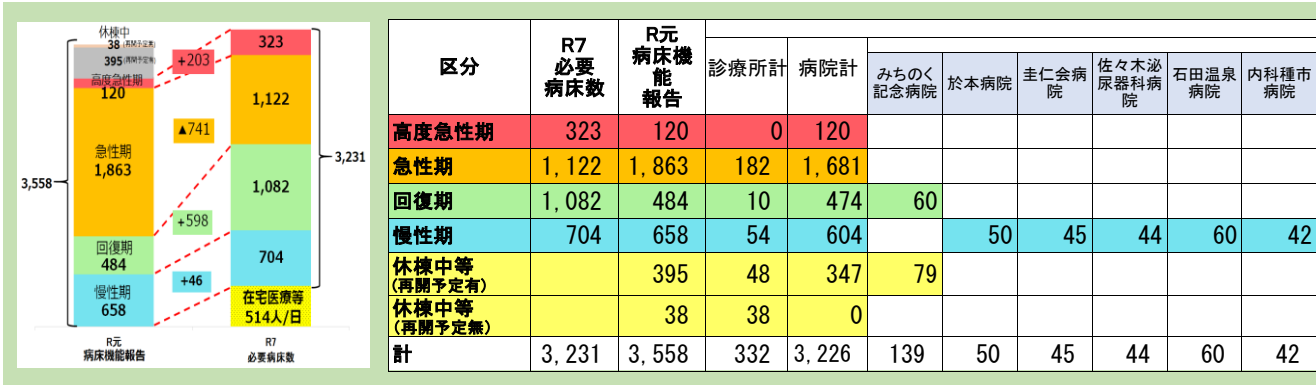 休棟中
38 (再開予定無)
395 (再開予定有)
高度急性期
120
急性期
1,863
3,558
回復期
484
慢性期
658
+203
▲741
+598
+46
323
1,122
1,082
704
3,231
在宅医療等
514人/日
R元
病床機能報告
R7
必要病床数
区分
R7
必要
病床数
R元
病床機
能
報告
診療所計
病院計
みちのく
記念病院
於本病院
圭仁会病
院
佐々木泌
尿器科病
院
石田温泉
病院
内科種市
病院
高度急性期 323 120 0 120
急性期 1,122 1,863 182 1,681
回復期 1,082 484 10 474 60
慢性期 704 658 54 604 50 45 44 60 42
休棟中等
(再開予定有) 395 48 347 79
休棟中等
(再開予定無) 38 38 0
計 3,231 3,558 332 3,226 139 50 45 44 60 42